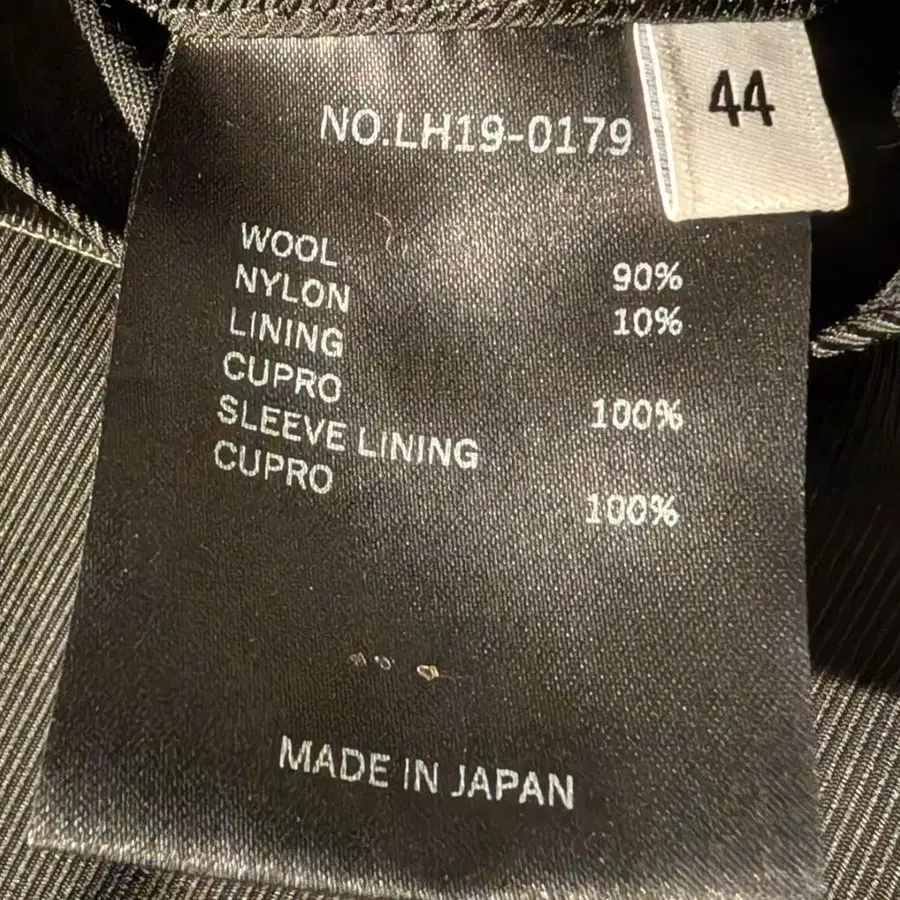 44
NO.LH19-0179
WOOL 90%
NYLON 10%
LINING
CUPRO 100%
SLEEVE LINING
CUPRO 100%
MADE IN JAPAN